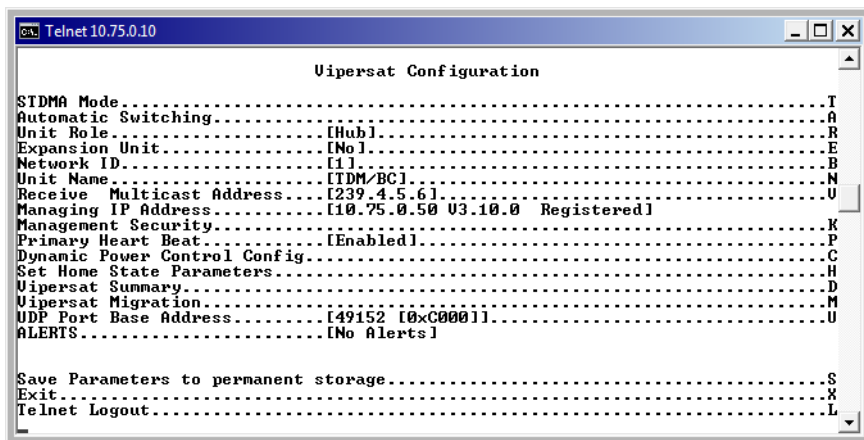 Telnet 10.75.0.10
Vipersat Configuration
STDMA Mode.................................................................T
Automatic Switching........................................................A
Unit Role................[Hub].............................................R
Expansion Unit...........[No]..............................................E
Network ID...............[1]...............................................B
Unit Name................[TDM/BC]..........................................N
Receive  Multicast Address....[239.4.5.6]..................................V
Managing IP Address...........[10.75.0.50 V3.10.0  Registered]
Management Security........................................................K
Primary Heart Beat............[Enabled]....................................P
Dynamic Power Control Config...............................................C
Set Home State Parameters..................................................H
Vipersat Summary...........................................................D
Vipersat Migration.........................................................M
UDP Port Base Address.........[49152 [0xC000]].............................U
ALERTS........................[No Alerts]
Save Parameters to permanent storage.......................................S
Exit.......................................................................X
Telnet Logout..............................................................L